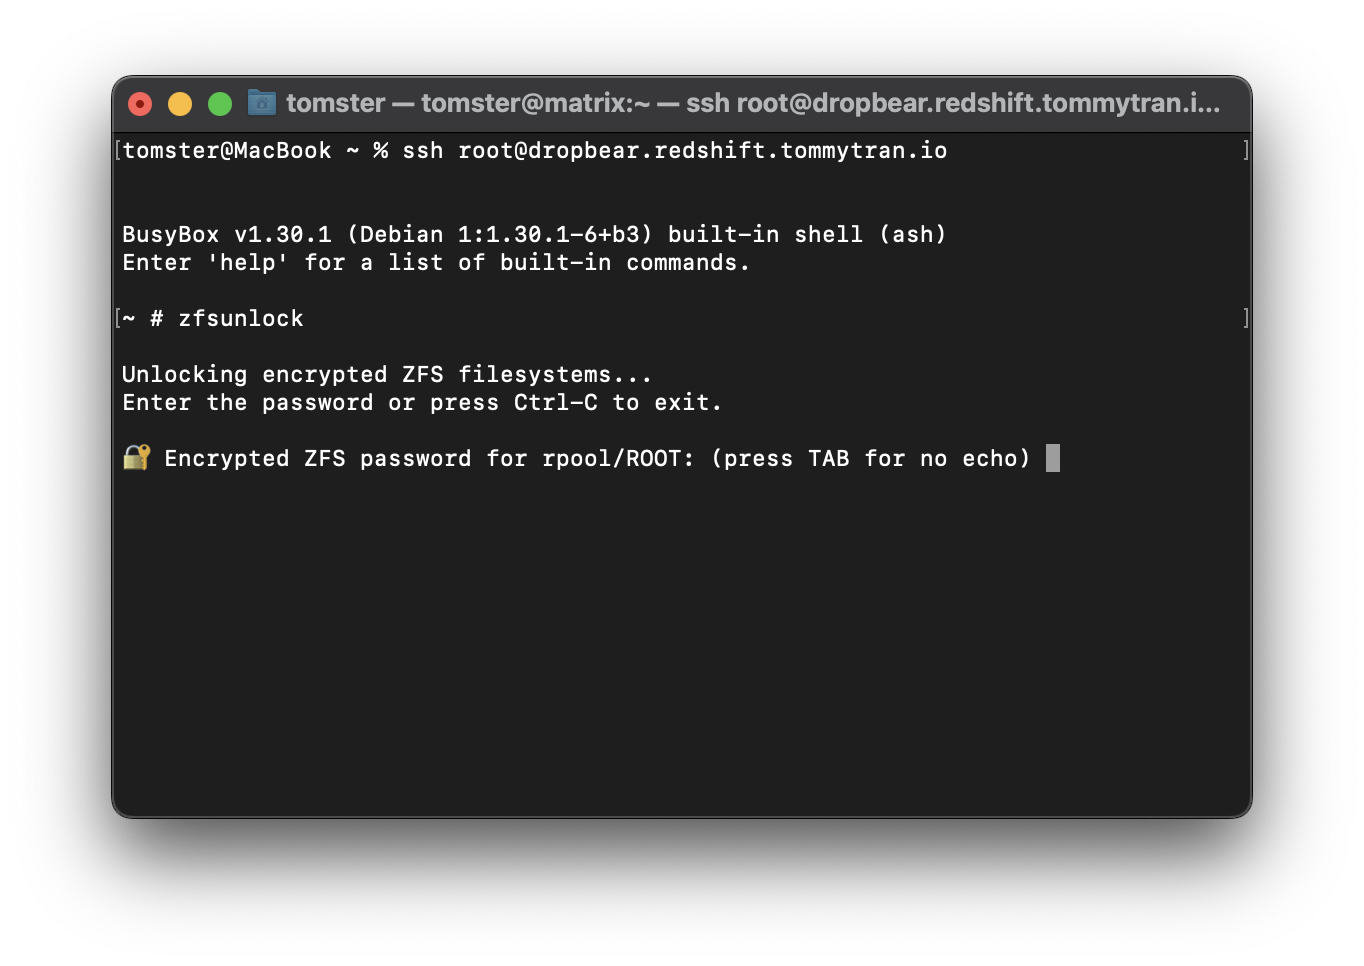 tomster — tomster@matrix:~ — ssh root@dropbear.redshift.tommytran.i...
[tomster@MacBook ~ % ssh root@dropbear.redshift.tommytran.io ]
BusyBox v1.30.1 (Debian 1:1.30.1-6+b3) built-in shell (ash)
Enter 'help' for a list of built-in commands.
[~ # zfsunlock ]
Unlocking encrypted ZFS filesystems...
Enter the password or press Ctrl-C to exit.
🔐 Encrypted ZFS password for rpool/ROOT: (press TAB for no echo)